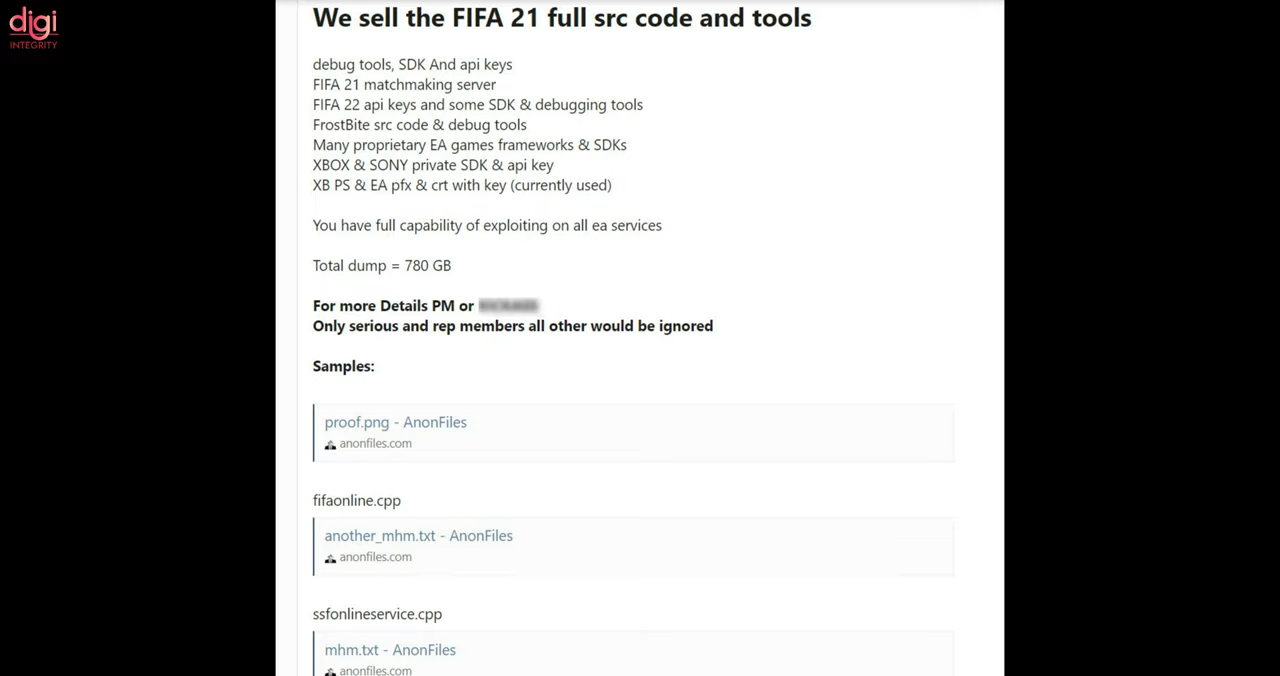 digi
INTEGRITY
We sell the FIFA 21 full src code and tools
debug tools, SDK And api keys
FIFA 21 matchmaking server
FIFA 22 api keys and some SDK & debugging tools
FrostBite src code & debug tools
Many proprietary EA games frameworks & SDKs
XBOX & SONY private SDK & api key
XB PS & EA pfx & crt with key (currently used)
You have full capability of exploiting on all ea services
Total dump = 780 GB
For more Details PM or
Only serious and rep members all other would be ignored
Samples:
proof.png - AnonFiles
anonfiles.com
fifaonline.cpp
another_mhm.txt - AnonFiles
anonfiles.com
ssfonlineservice.cpp
mhm.txt - AnonFiles
anonfiles.com